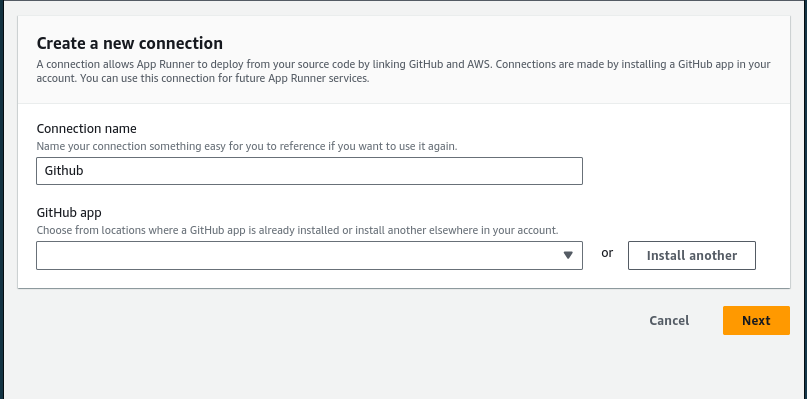 Create a new connection
A connection allows App Runner to deploy from your source code by linking GitHub and AWS. Connections are made by installing a GitHub app in your
account. You can use this connection for future App Runner services.
Connection name
Name your connection something easy for you to reference if you want to use it again.
Github
GitHub app
Choose from locations where a GitHub app is already installed or install another elsewhere in your account.
or Install another
Cancel Next